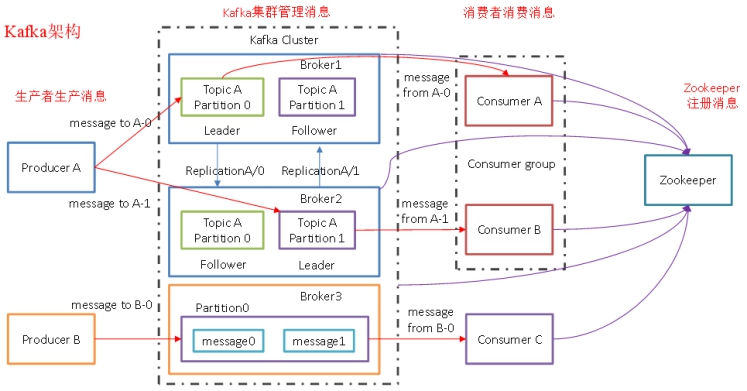 Kafka集群管理消息
消费者消费消息
Kafka架构
Kafka Cluster
Broker1
Topic A
Partition 0
Topic A
Partition 1
Leader
Follower
生产者生产消息
message to A-0
message
from A-0
Consumer A
Zookeeper
注册消息
Producer A
ReplicationA/0
ReplicationA/1
Consumer group
Zookeeper
message to A-1
Broker2
Topic A
Partition 0
Topic A
Partition 1
Follower
Leader
message
from A-1
Consumer B
message to B-0
Broker3
Partition0
message0
message1
Producer B
message
from B-0
Consumer C